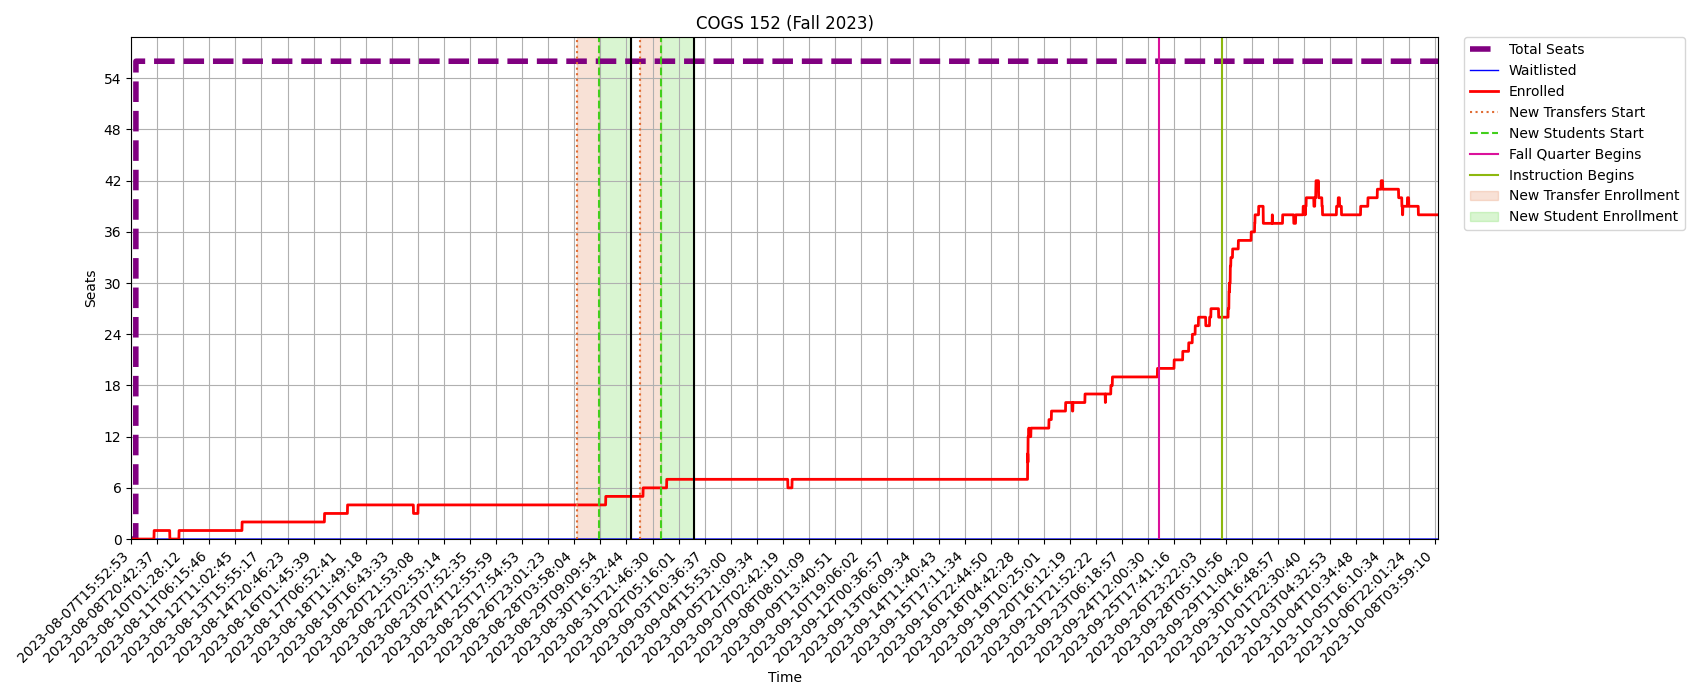 COGS 152 (Fall 2023)
Seats
54
48
42
36
30
24
18
12
6
0
2023-08-07T15:52:53
2023-08-08T20:42:37
2023-08-10T01:28:12
2023-08-11T06:15:46
2023-08-12T11:02:45
2023-08-13T15:55:17
2023-08-14T20:46:23
2023-08-16T01:45:39
2023-08-17T06:52:41
2023-08-18T11:49:18
2023-08-19T16:43:33
2023-08-20T21:53:08
2023-08-22T02:53:14
2023-08-23T07:52:35
2023-08-24T12:55:59
2023-08-25T17:54:53
2023-08-26T23:01:23
2023-08-28T03:58:04
2023-08-29T09:09:54
2023-08-30T16:32:44
2023-08-31T21:46:30
2023-09-02T05:16:01
2023-09-03T10:36:37
2023-09-04T15:53:00
2023-09-05T21:09:34
2023-09-07T02:42:19
2023-09-08T08:01:09
2023-09-09T13:40:51
2023-09-10T19:06:02
2023-09-12T00:36:57
2023-09-13T06:09:34
2023-09-14T11:40:43
2023-09-15T17:11:34
2023-09-16T22:44:50
2023-09-18T04:42:28
2023-09-19T10:25:01
2023-09-20T16:12:19
2023-09-21T21:52:22
2023-09-23T06:18:57
2023-09-24T12:00:30
2023-09-25T17:41:16
2023-09-26T23:22:03
2023-09-28T05:10:56
2023-09-29T11:04:20
2023-09-30T16:48:57
2023-10-01T22:30:40
2023-10-03T04:32:53
2023-10-04T10:34:48
2023-10-05T16:10:34
2023-10-06T22:01:24
2023-10-08T03:59:10
Time
Total Seats
Waitlisted
Enrolled
New Transfers Start
New Students Start
Fall Quarter Begins
Instruction Begins
New Transfer Enrollment
New Student Enrollment